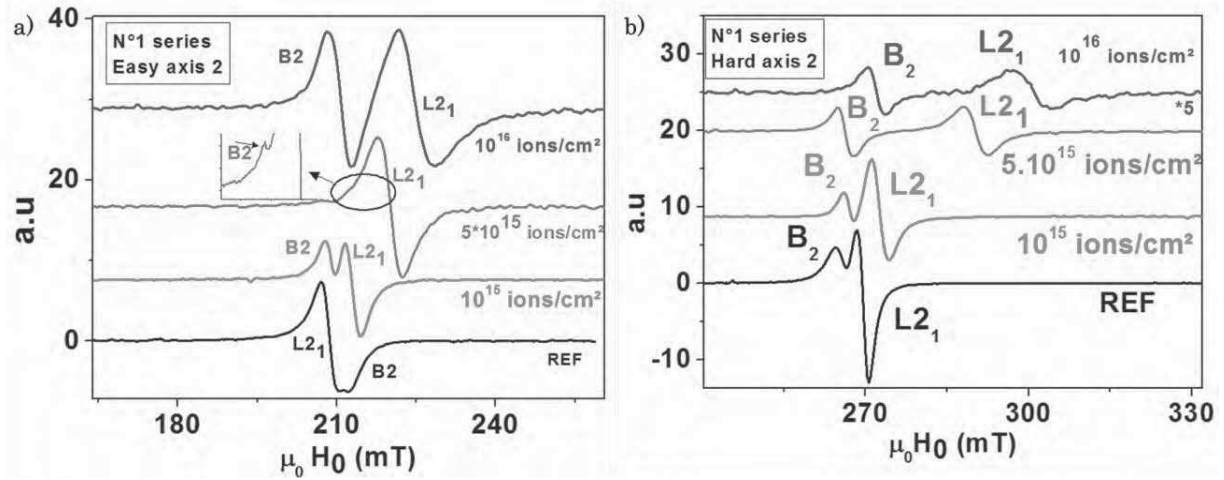 a)
40
20
0
a.u
N°1 series
Easy axis 2
B2
L2₁
10¹⁶ ions/cm²
B2
L2₁
5*10¹⁵ ions/cm²
B2
L2₁
10¹⁵ ions/cm²
L2₁
B2
REF
180
210
240
μ₀ H₀ (mT)
b)
35
30
20
10
0
-10
a.u
N°1 series
Hard axis 2
B₂
L2₁
10¹⁶ ions/cm²
*5
B₂
L2₁
5.10¹⁵ ions/cm²
B₂
L2₁
10¹⁵ ions/cm²
B₂
L2₁
REF
270
300
330
μ₀H₀ (mT)